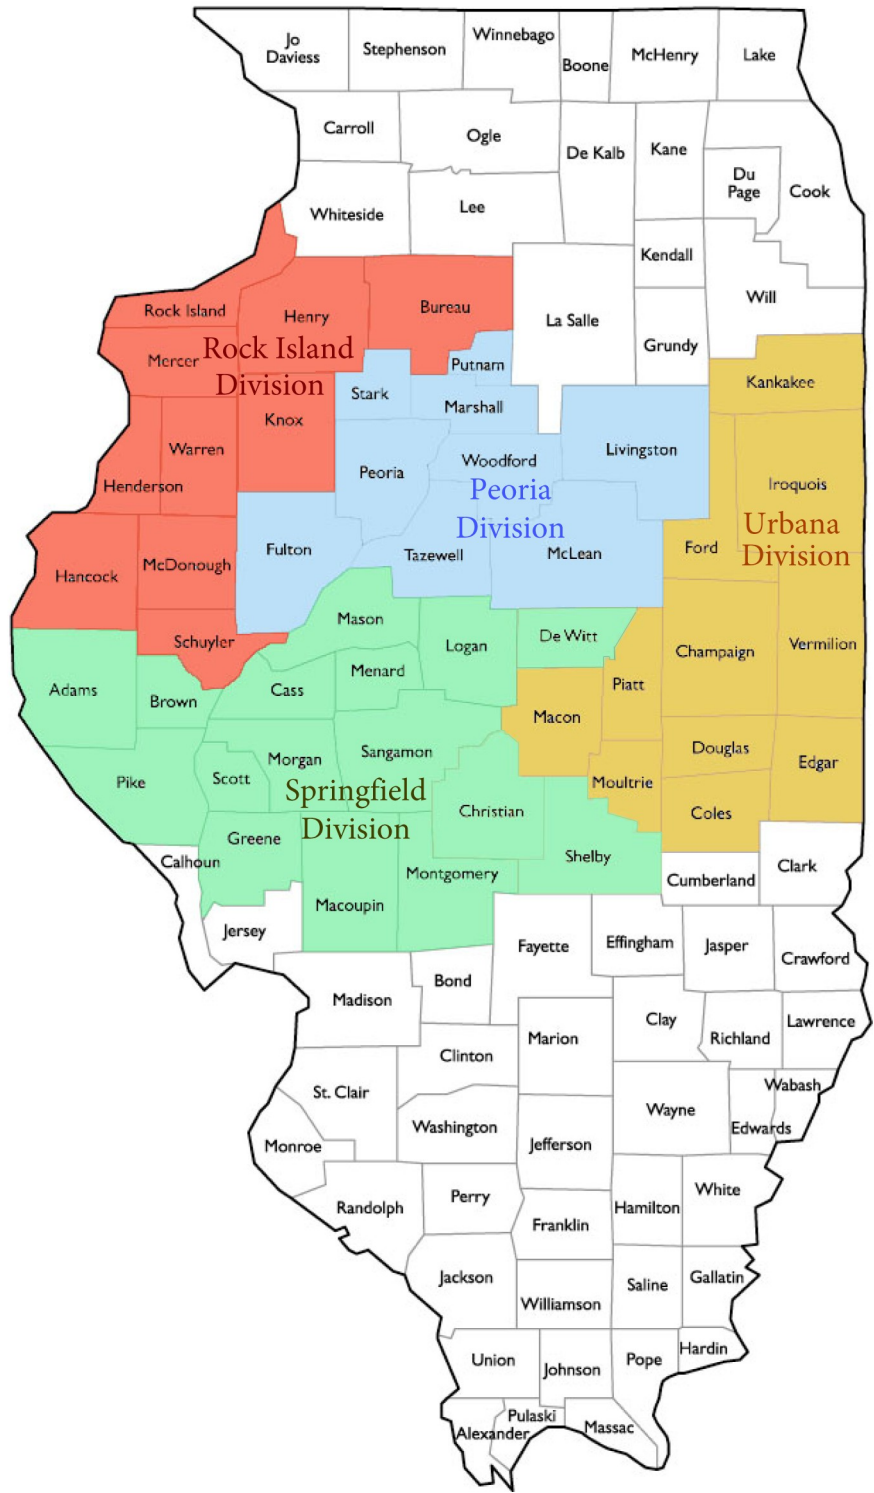 Jo
Daviess
Stephenson
Winnebago
Boone
McHenry
Lake
Carroll
Ogle
De Kalb
Kane
Du
Page
Cook
Whiteside
Lee
Kendall
Will
Rock Island
Henry
Bureau
La Salle
Grundy
Mercer
Rock Island
Division
Putnam
Stark
Marshall
Kankakee
Knox
Warren
Peoria
Woodford
Livingston
Henderson
Iroquois
Peoria
Division
Urbana
Division
Hancock
McDonough
Fulton
Tazewell
McLean
Ford
Schuyler
Mason
Logan
De Witt
Champaign
Vermilion
Adams
Brown
Cass
Menard
Piatt
Macon
Pike
Scott
Morgan
Sangamon
Moultrie
Douglas
Edgar
Springfield
Division
Christian
Coles
Greene
Calhoun
Shelby
Montgomery
Cumberland
Clark
Macoupin
Jersey
Fayette
Effingham
Jasper
Crawford
Madison
Bond
Marion
Clay
Richland
Lawrence
Clinton
St. Clair
Wabash
Washington
Wayne
Edwards
Monroe
Jefferson
Randolph
Perry
Franklin
Hamilton
White
Jackson
Williamson
Saline
Gallatin
Union
Johnson
Pope
Hardin
Pulaski
Alexander
Massac